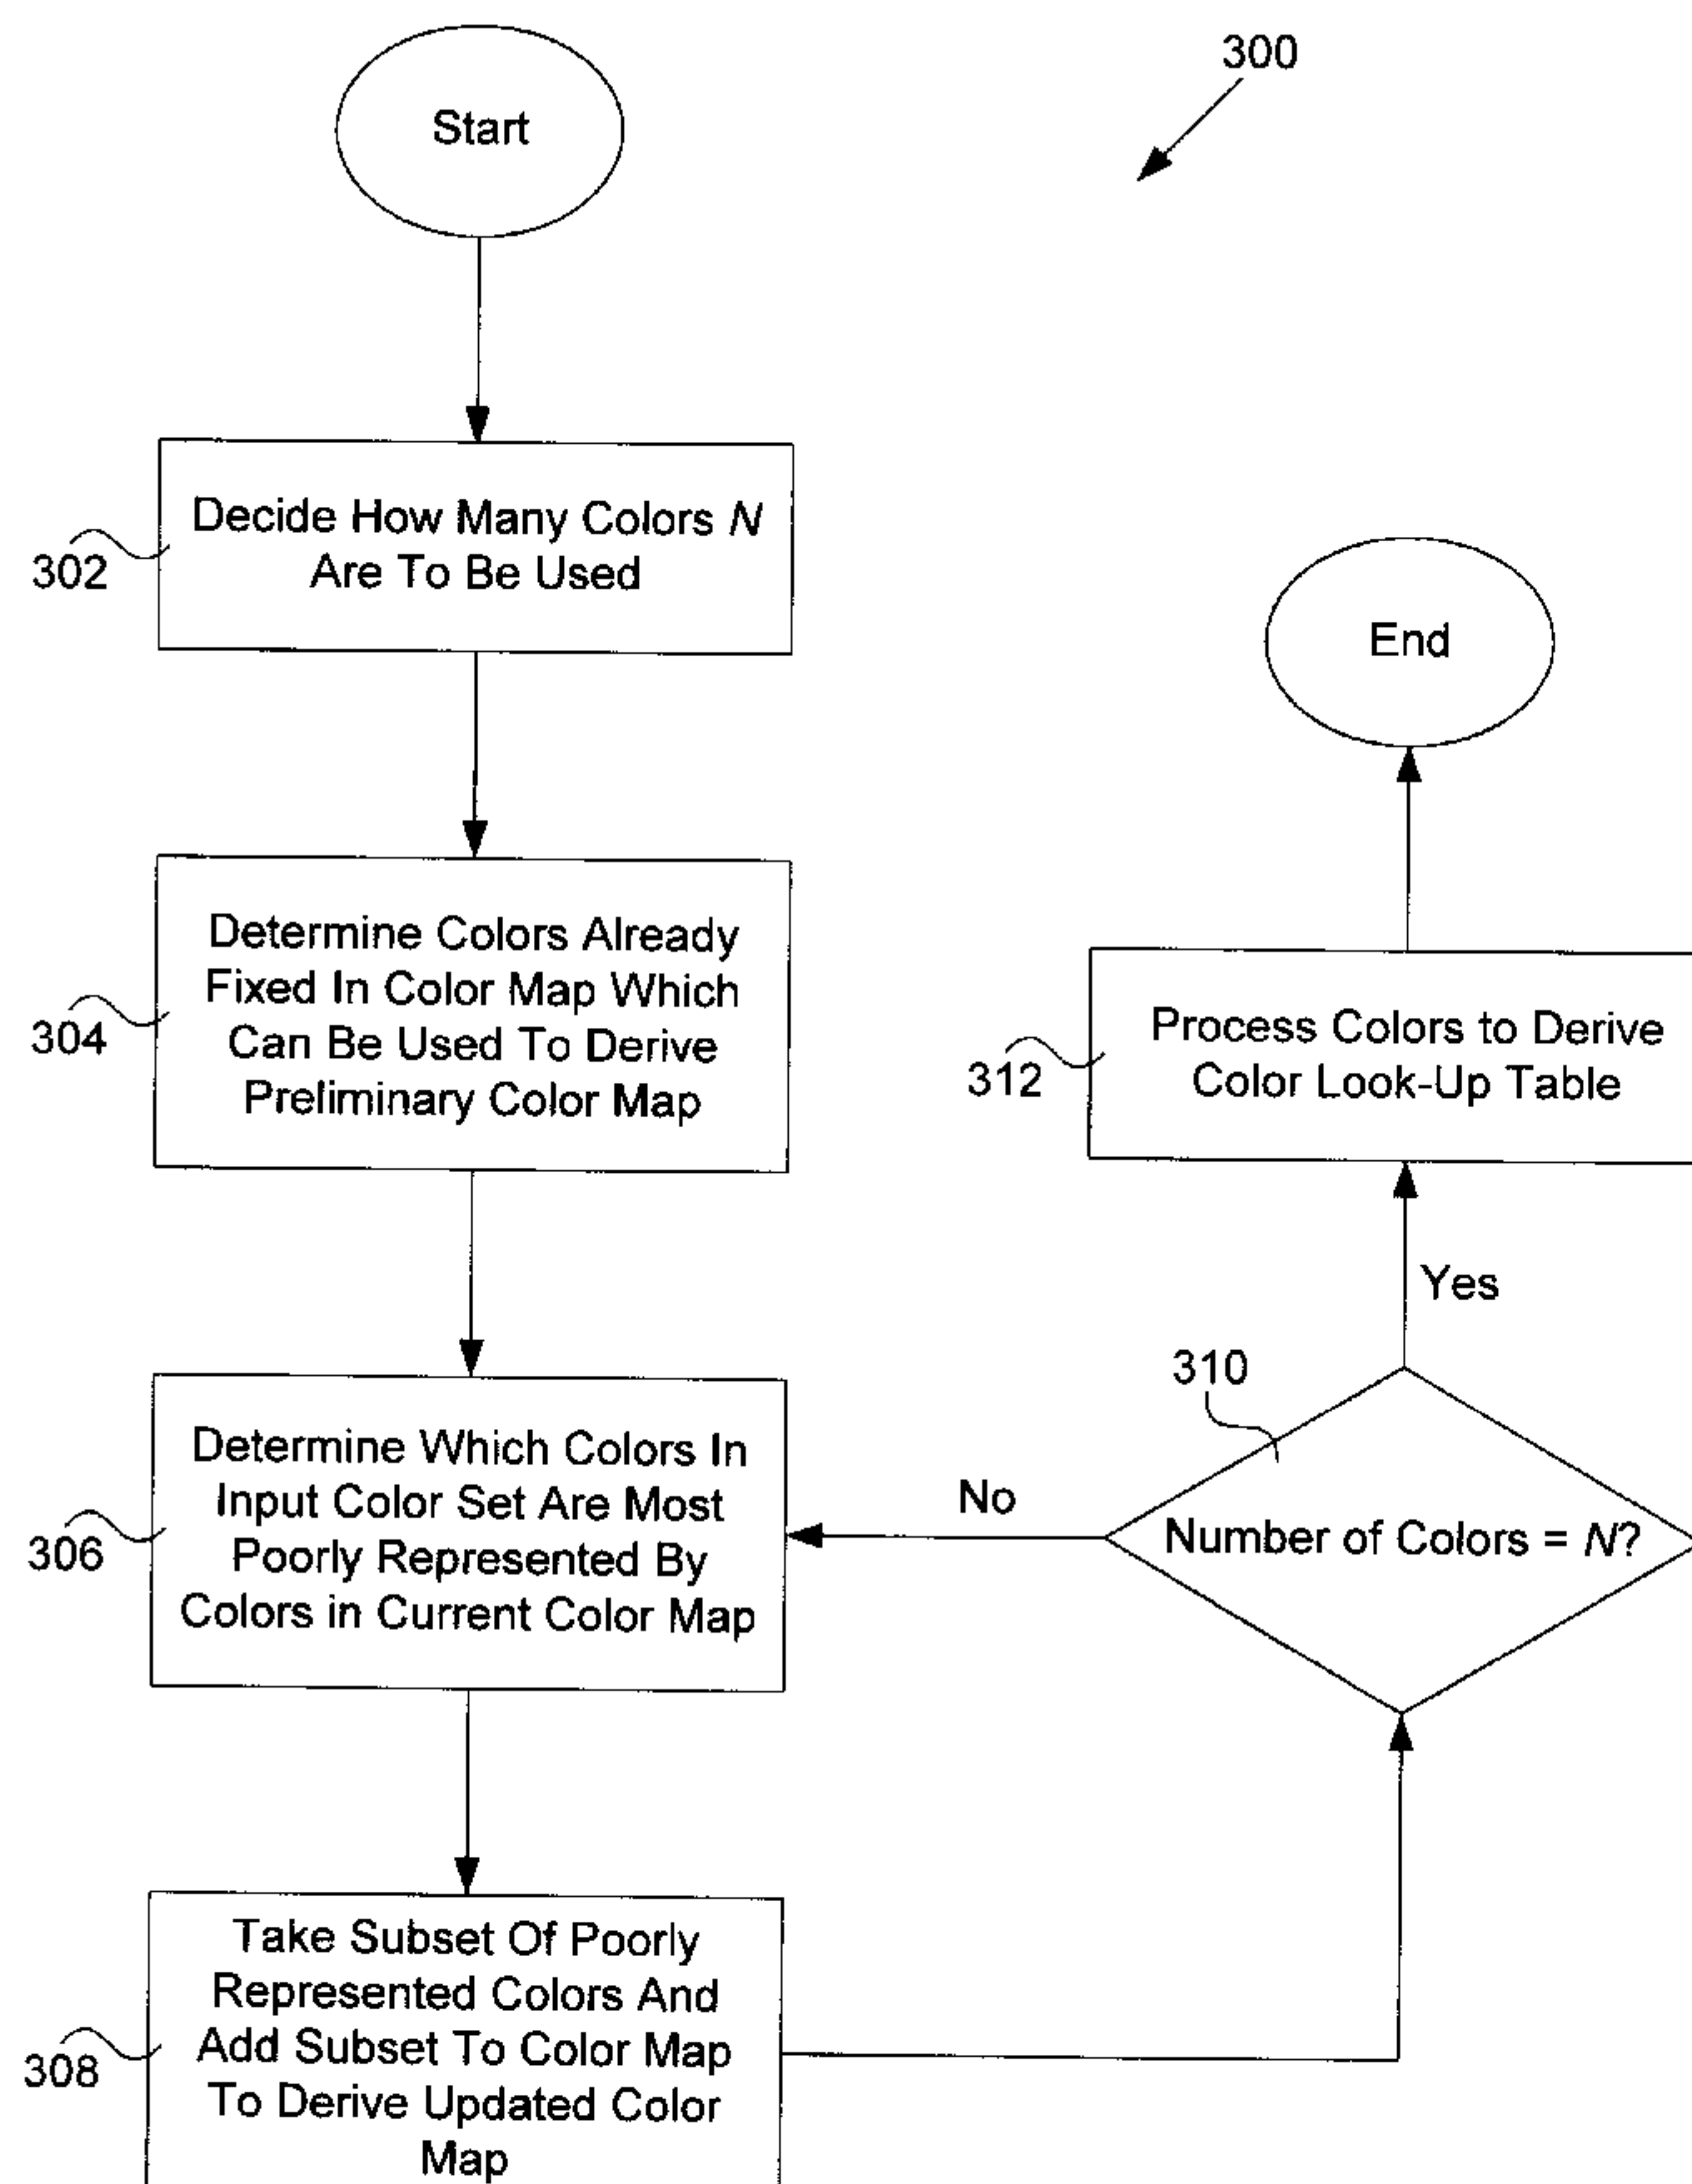 Start
300
302
Decide How Many Colors N
Are To Be Used
304
Determine Colors Already
Fixed In Color Map Which
Can Be Used To Derive
Preliminary Color Map
306
Determine Which Colors In
Input Color Set Are Most
Poorly Represented By
Colors in Current Color Map
308
Take Subset Of Poorly
Represented Colors And
Add Subset To Color Map
To Derive Updated Color
Map
310
Number of Colors = N?
No
Yes
312
Process Colors to Derive
Color Look-Up Table
End